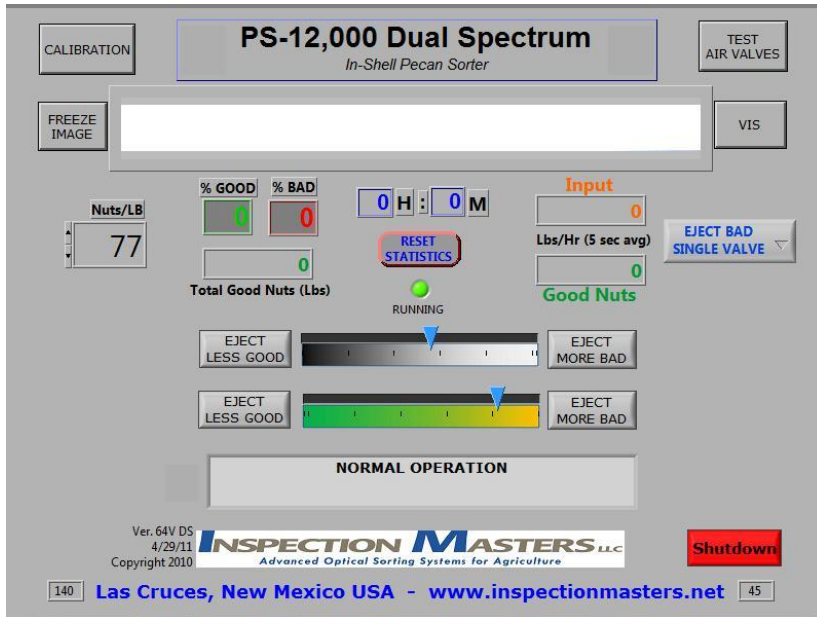 CALIBRATION
PS-12,000 Dual Spectrum
In-Shell Pecan Sorter
TEST
AIR VALVES
FREEZE
IMAGE
VIS
Nuts/LB
77
% GOOD
% BAD
0
0
0
Total Good Nuts (Lbs)
0 H : 0 M
RESET
STATISTICS
RUNNING
Input
0
Lbs/Hr (5 sec avg)
0
Good Nuts
EJECT BAD
SINGLE VALVE
EJECT
LESS GOOD
EJECT
MORE BAD
EJECT
LESS GOOD
EJECT
MORE BAD
NORMAL OPERATION
Ver. 64V DS
4/29/11
Copyright 2010
INSPECTION MASTERS LLC
Advanced Optical Sorting Systems for Agriculture
Shutdown
140
Las Cruces, New Mexico USA - www.inspectionmasters.net
45